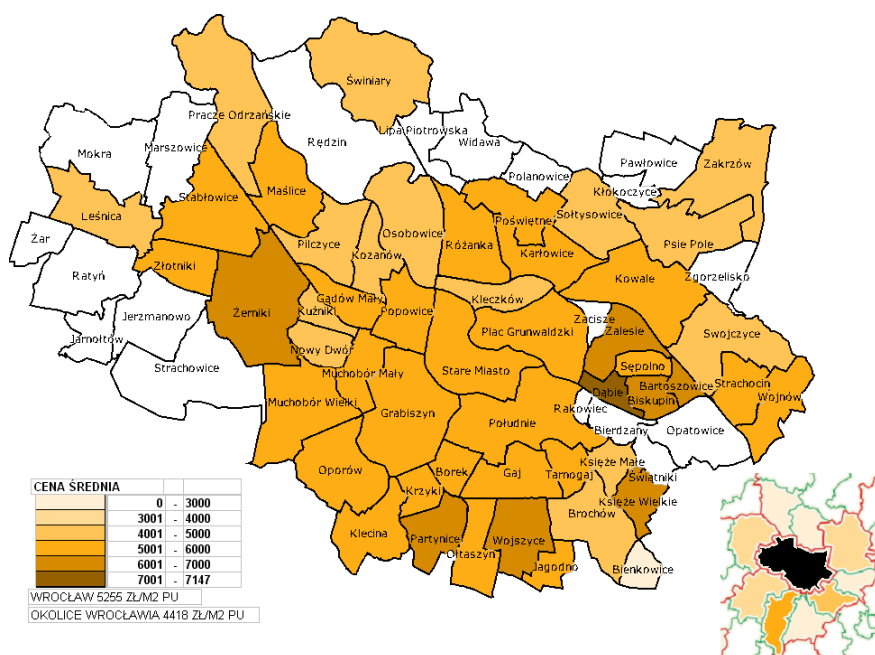 Świniary
Pracze Odrzańskie
Lipa Piotrowska
Rędzin
Widawa
Marszowice
Mokra
Pawłowice
Zakrzów
Polanowice
Kłokoczyce
Maślice
Stabłowice
Leśnica
Poświętne
Sołtysowice
Osobowice
Żar
Pilczyce
Różanka
Psie Pole
Kozanów
Karłowice
Złotniki
Zgorzelisko
Ratyń
Kowale
Gądów Mały
Kleczków
Żerniki
Kuźniki
Popowice
Jerzmanowo
Zacisze
Plac Grunwaldzki
Zalesie
Swojczyce
Jarnołtów
Nowy Dwór
Strachowice
Sępolno
Muchobór Mały
Stare Miasto
Bartoszowice
Strachocin
Dąbie
Wojnów
Muchobór Wielki
Biskupin
Rakowiec
Grabiszyn
Południe
Bierdzany
Opatowice
Księże Małe
Oporów
Borek
Gaj
Tarnogaj
Świątniki
Krzyki
Księże Wielkie
Brochów
Klecina
Partynice
Wojszyce
Ołtaszyn
Jagodno
Bienkowice
CENA ŚREDNIA
0 - 3000
3001 - 4000
4001 - 5000
5001 - 6000
6001 - 7000
7001 - 7147
WROCŁAW 5255 ZŁ/M2 PU
OKOLICE WROCŁAWIA 4418 ZŁ/M2 PU